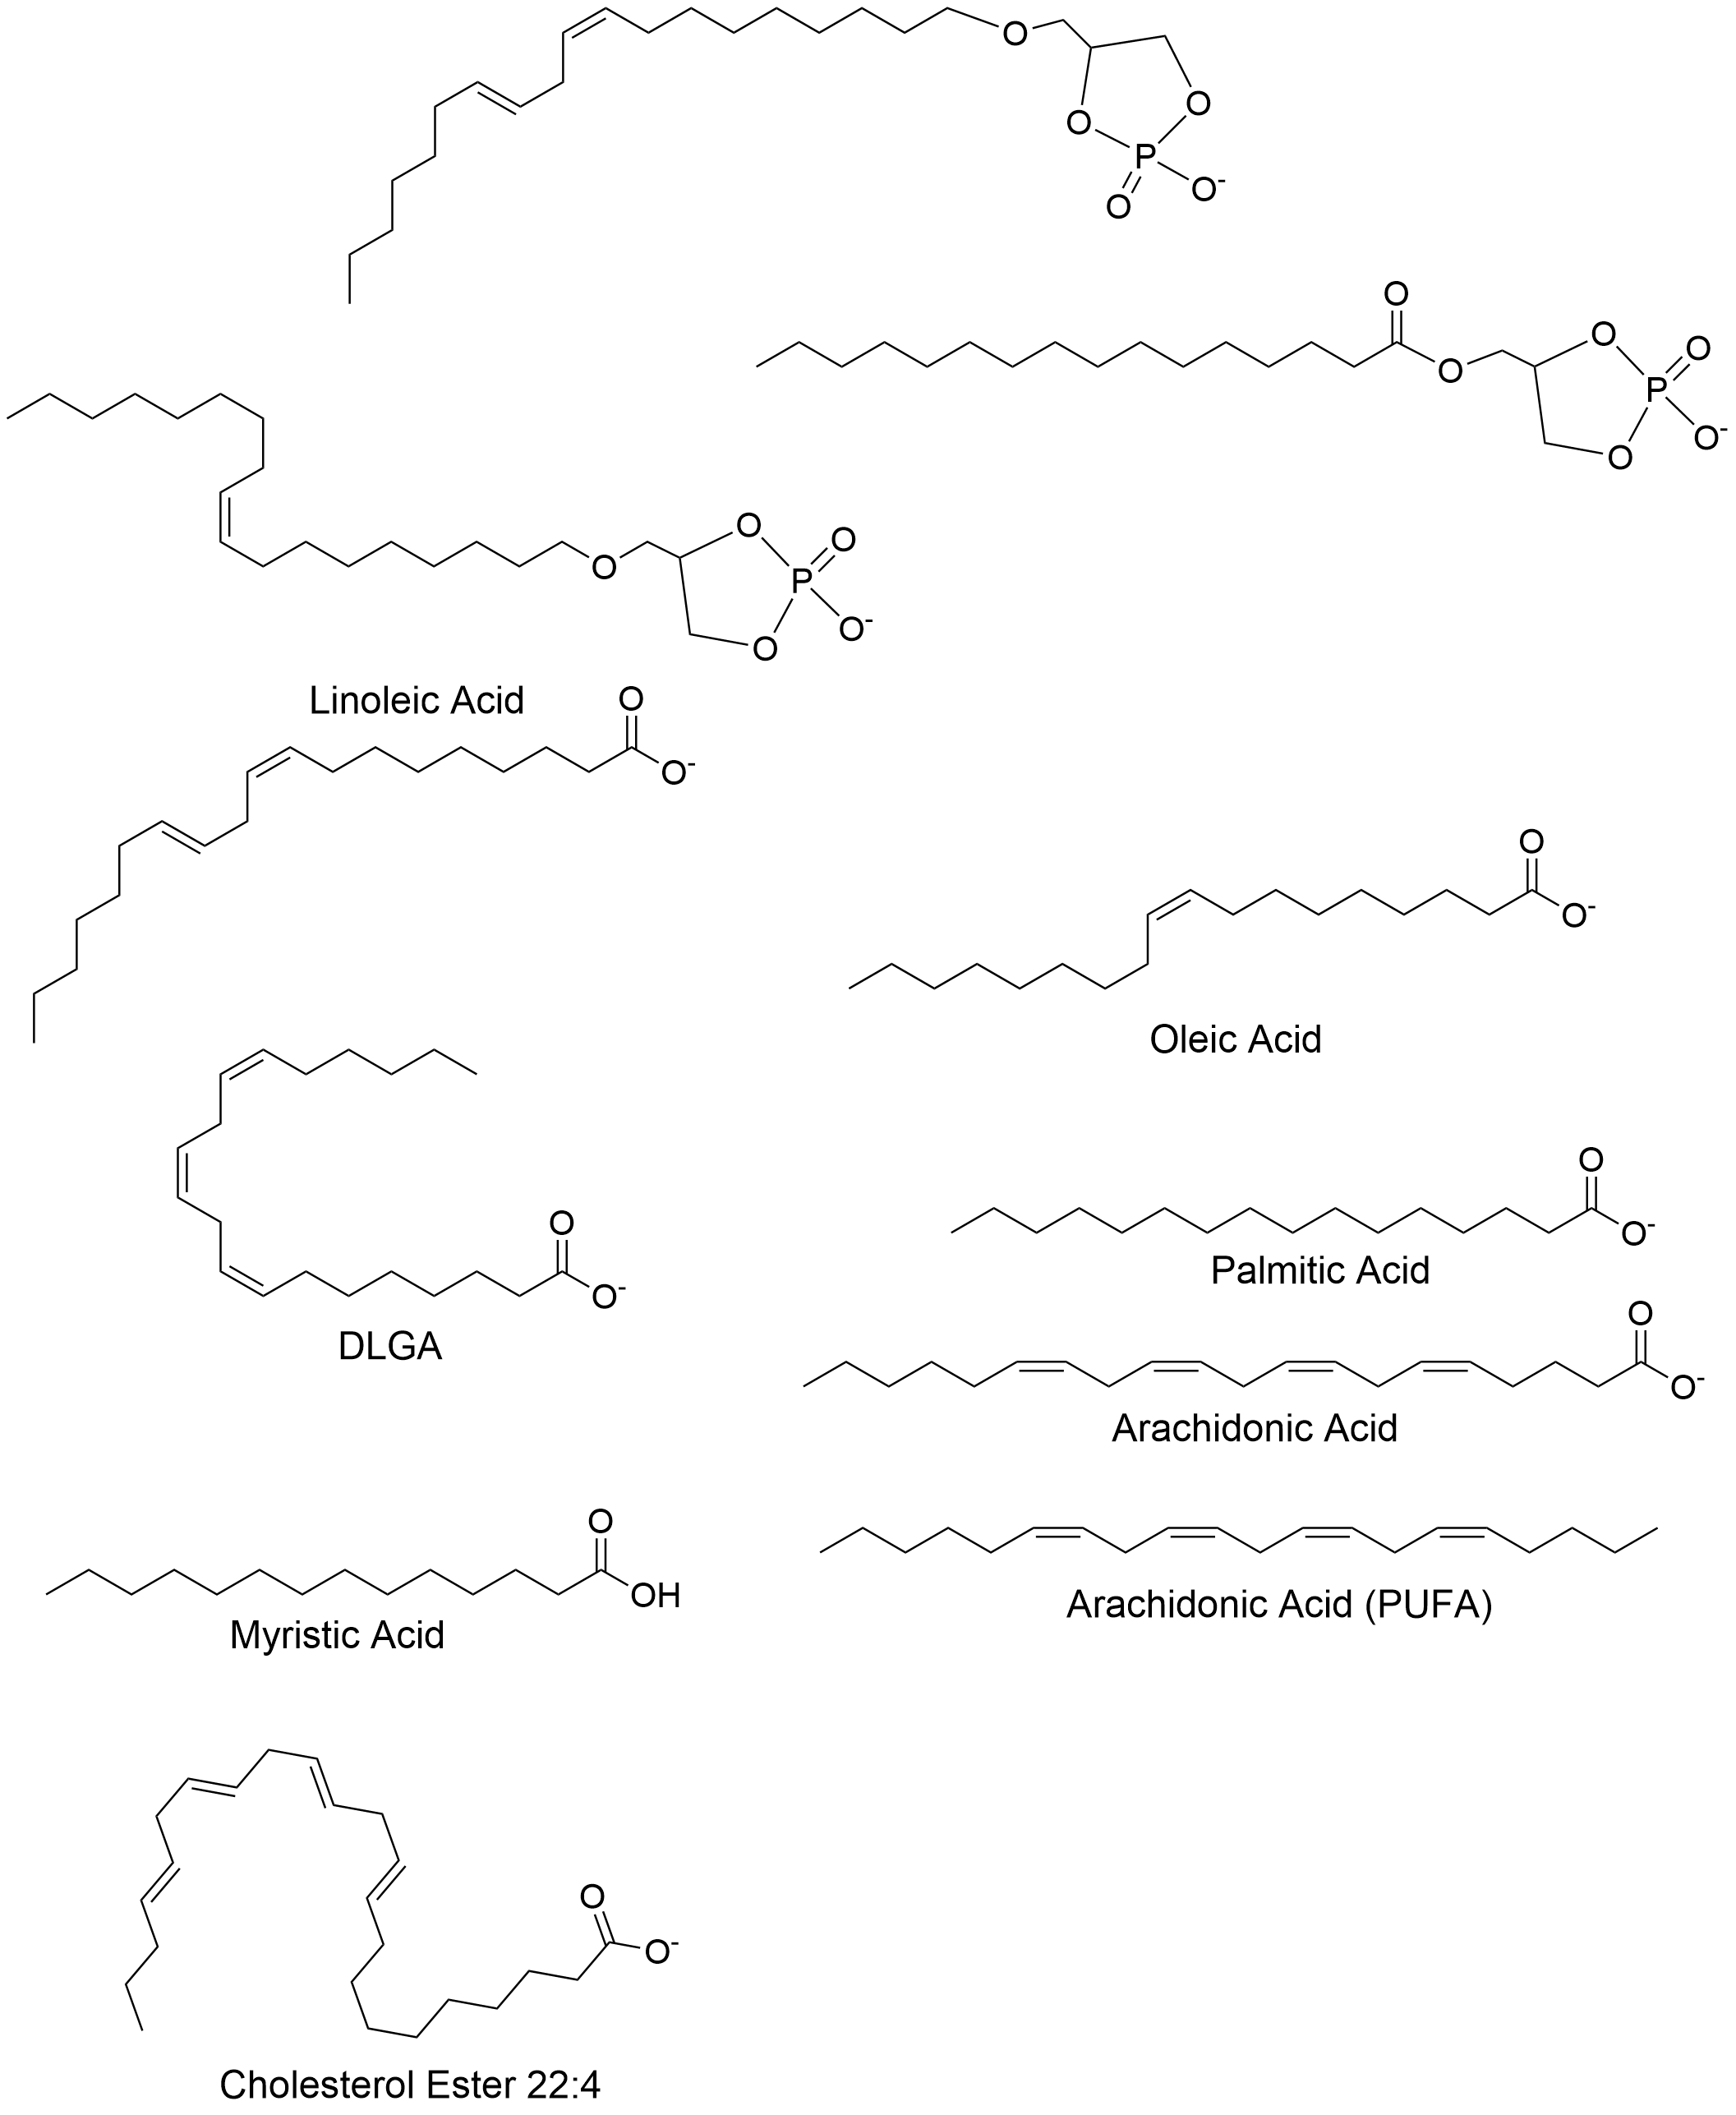 O
O
O
P
O
O-
O
O
O
O
P
O-
O
O
O
O
P
O-
O
Linoleic Acid
O
O-
O
O-
Oleic Acid
O
O-
DLGA
O
O-
Palmitic Acid
O
O-
Arachidonic Acid
O
OH
Myristic Acid
Arachidonic Acid (PUFA)
O
O-
Cholesterol Ester 22:4